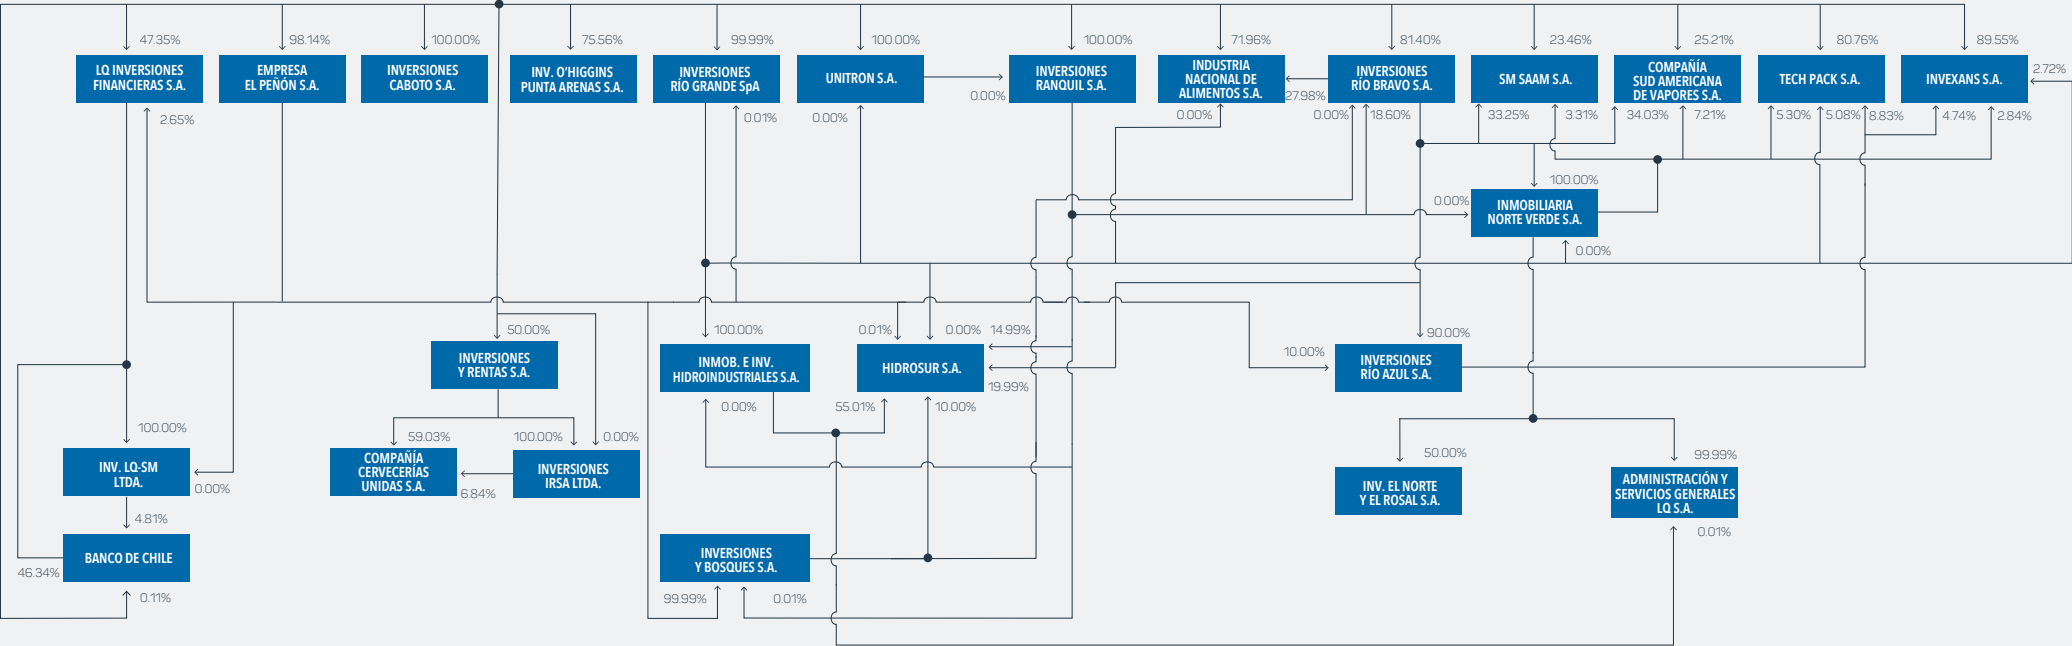 47.35%
98.14%
100.00%
75.56%
99.99%
100.00%
100.00%
71.96%
81.40%
23.46%
25.21%
80.76%
89.55%
LQ INVERSIONES
FINANCIERAS S.A.
EMPRESA
EL PEÑÓN S.A.
INVERSIONES
CABOTO S.A.
INV. O'HIGGINS
PUNTA ARENAS S.A.
INVERSIONES
RÍO GRANDE SpA
UNITRON S.A.
INVERSIONES
RANQUIL S.A.
INDUSTRIA
NACIONAL DE
ALIMENTOS S.A.
INVERSIONES
RÍO BRAVO S.A.
SM SAAM S.A.
COMPAÑÍA
SUD AMERICANA
DE VAPORES S.A.
TECH PACK S.A.
INVEXANS S.A.
2.72%
0.00%
27.98%
2.65%
0.01%
0.00%
0.00%
0.00%
18.60%
33.25%
3.31%
34.03%
7.21%
5.30%
5.08%
8.83%
4.74%
2.84%
100.00%
0.00%
INMOBILIARIA
NORTE VERDE S.A.
0.00%
50.00%
100.00%
0.01%
0.00%
14.99%
90.00%
10.00%
INVERSIONES
Y RENTAS S.A.
INMOB. E INV.
HIDROINDUSTRIALES S.A.
HIDROSUR S.A.
INVERSIONES
RÍO AZUL S.A.
19.99%
0.00%
55.01%
10.00%
100.00%
59.03%
100.00%
0.00%
50.00%
99.99%
INV. LQ-SM
LTDA.
0.00%
COMPAÑÍA
CERVECERÍAS
UNIDAS S.A.
6.84%
INVERSIONES
IRSA LTDA.
INV. EL NORTE
Y EL ROSAL S.A.
ADMINISTRACIÓN Y
SERVICIOS GENERALES
LQ S.A.
4.81%
0.01%
BANCO DE CHILE
INVERSIONES
Y BOSQUES S.A.
46.34%
0.11%
99.99%
0.01%